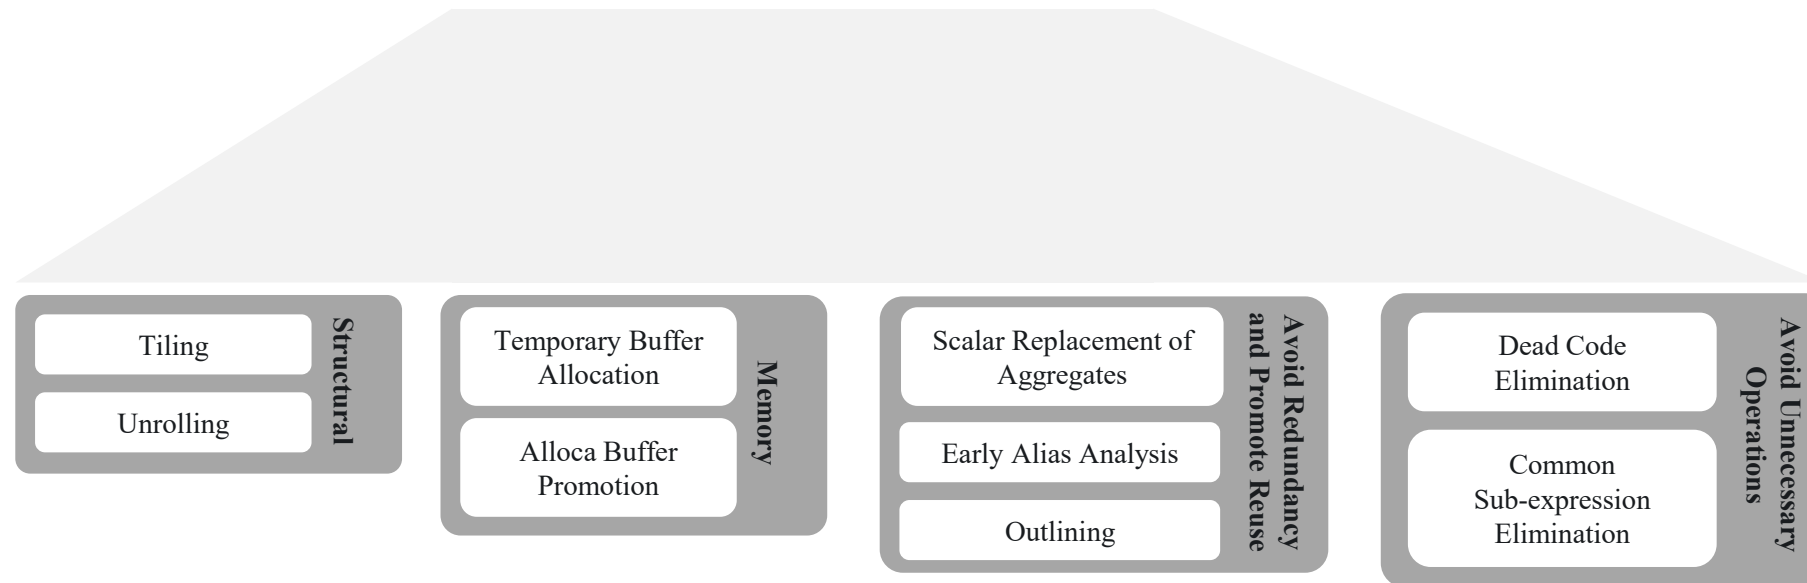 Tiling
Unrolling
Structural
Temporary Buffer
Allocation
Alloca Buffer
Promotion
Memory
Scalar Replacement of
Aggregates
Early Alias Analysis
Outlining
Avoid Redundancy
and Promote Reuse
Dead Code
Elimination
Common
Sub-expression
Elimination
Avoid Unnecessary
Operations